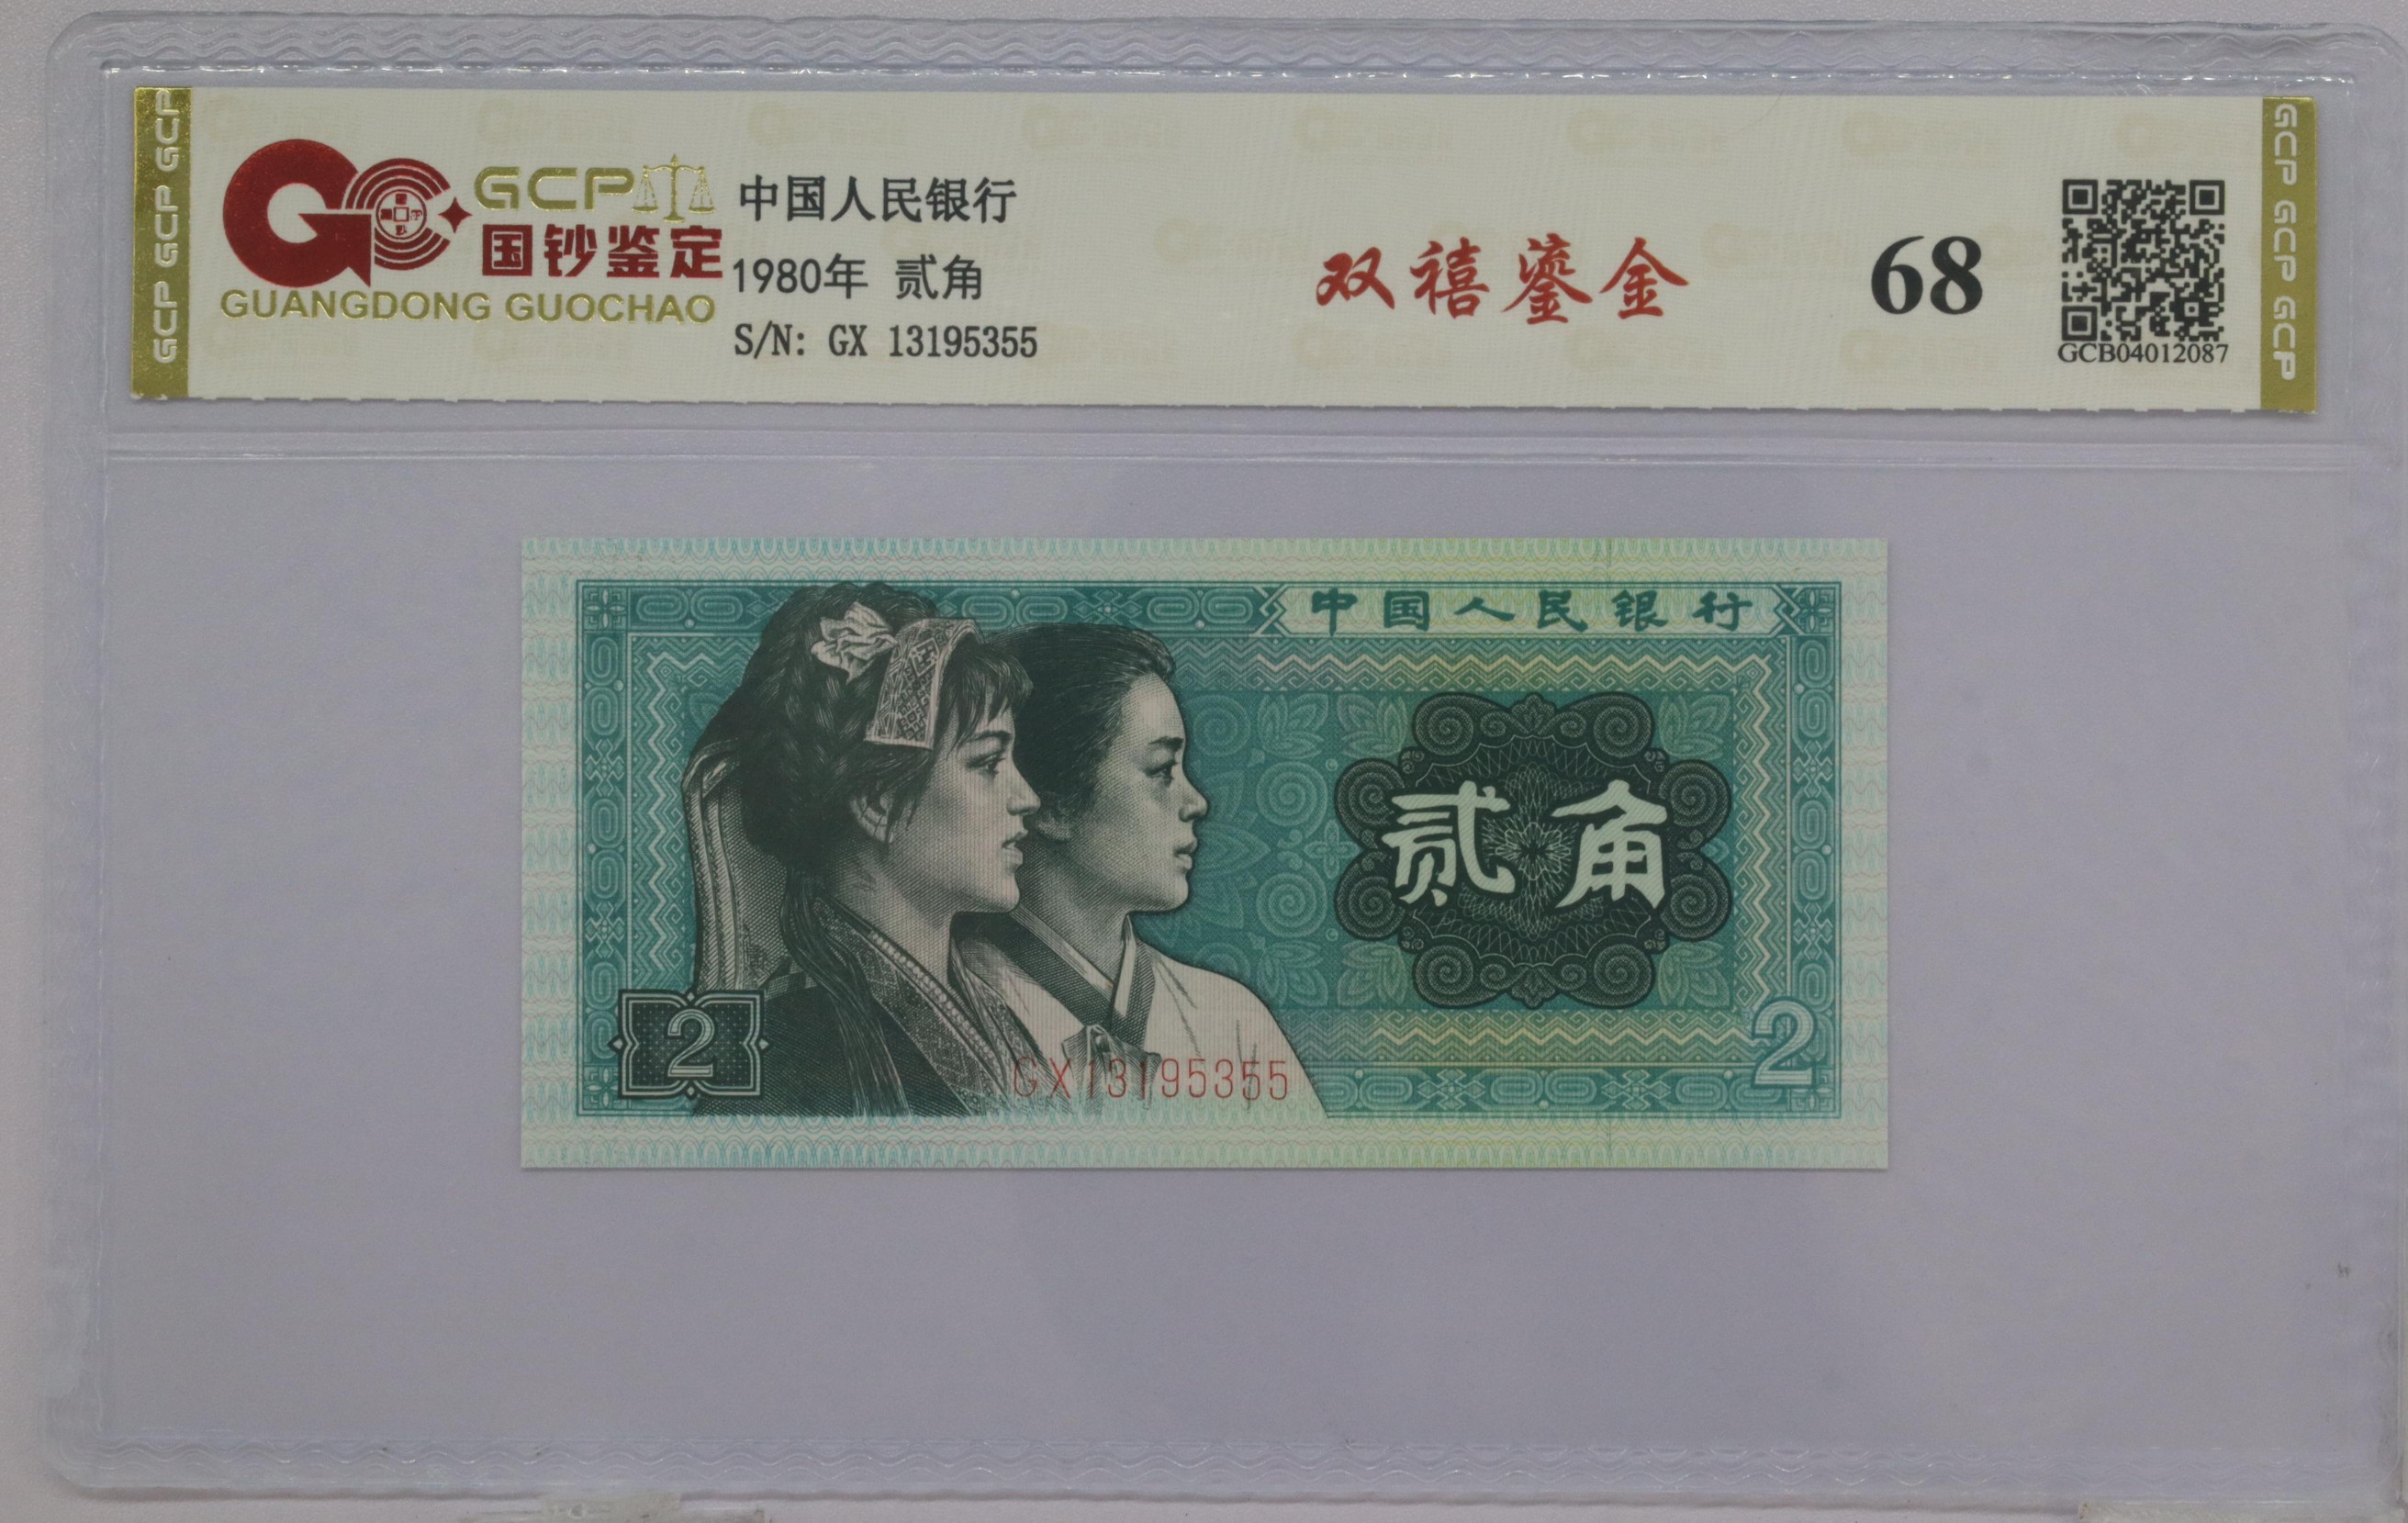 GCP GCP GCP
GCP
国钞鉴定
GUANGDONG GUOCHAO
中国人民银行
1980年 贰角
S/N: GX 13195355
双禧鎏金
68
GCB04012087
GCP GCP GCP
中国人民银行
贰角
2
GX13195355
2